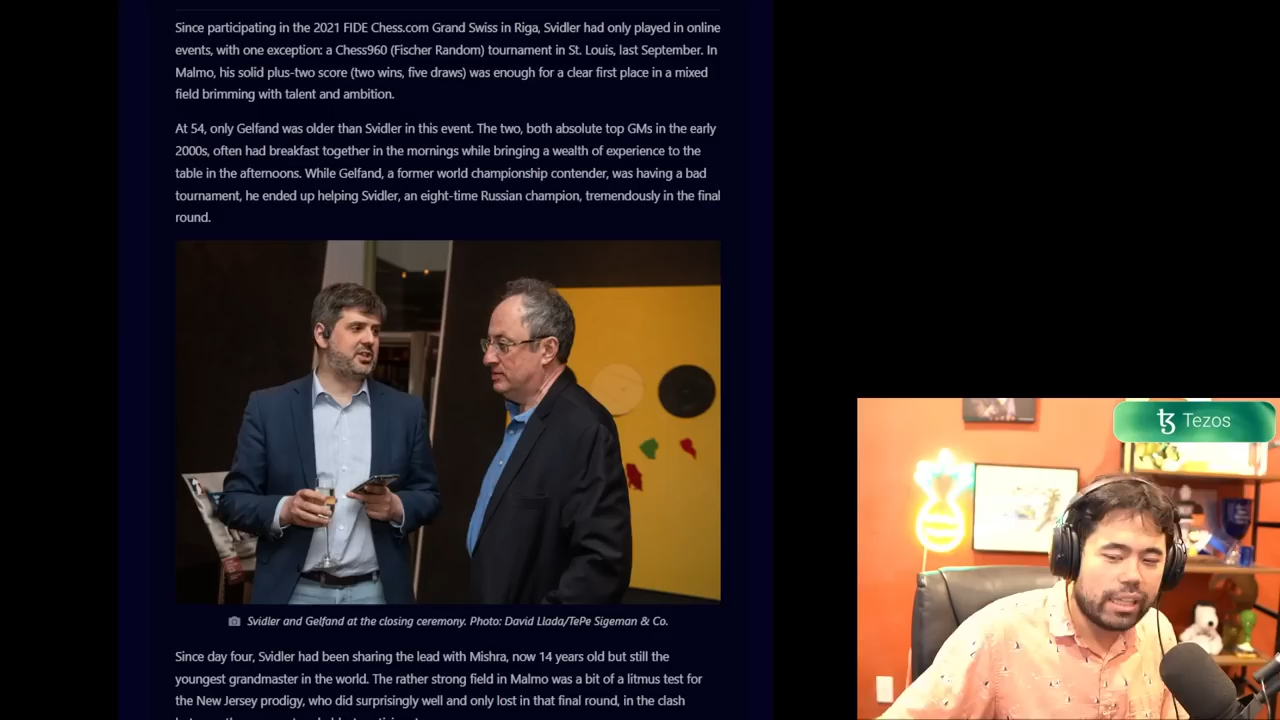 Since participating in the 2021 FIDE Chess.com Grand Swiss in Riga, Svidler had only played in online
events, with one exception: a Chess960 (Fischer Random) tournament in St. Louis, last September. In
Malmo, his solid plus-two score (two wins, five draws) was enough for a clear first place in a mixed
field brimming with talent and ambition.
At 54, only Gelfand was older than Svidler in this event. The two, both absolute top GMs in the early
2000s, often had breakfast together in the mornings while bringing a wealth of experience to the
table in the afternoons. While Gelfand, a former world championship contender, was having a bad
tournament, he ended up helping Svidler, an eight-time Russian champion, tremendously in the final
round.
Svidler and Gelfand at the closing ceremony. Photo: David Llada/TePe Sigeman & Co.
Since day four, Svidler had been sharing the lead with Mishra, now 14 years old but still the
youngest grandmaster in the world. The rather strong field in Malmo was a bit of a litmus test for
the New Jersey prodigy, who did surprisingly well and only lost in that final round, in the clash
Tezos